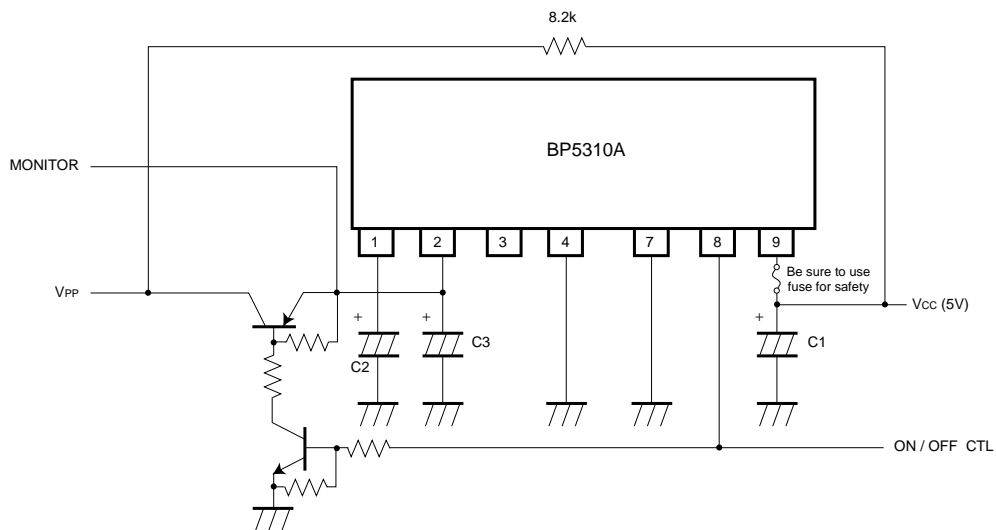 8.2k
BP5310A
MONITOR
1 2 3 4 7 8 9
Be sure to use
fuse for safety
VPP
VCC (5V)
+ + +
C2
C3
C1
ON / OFF CTL